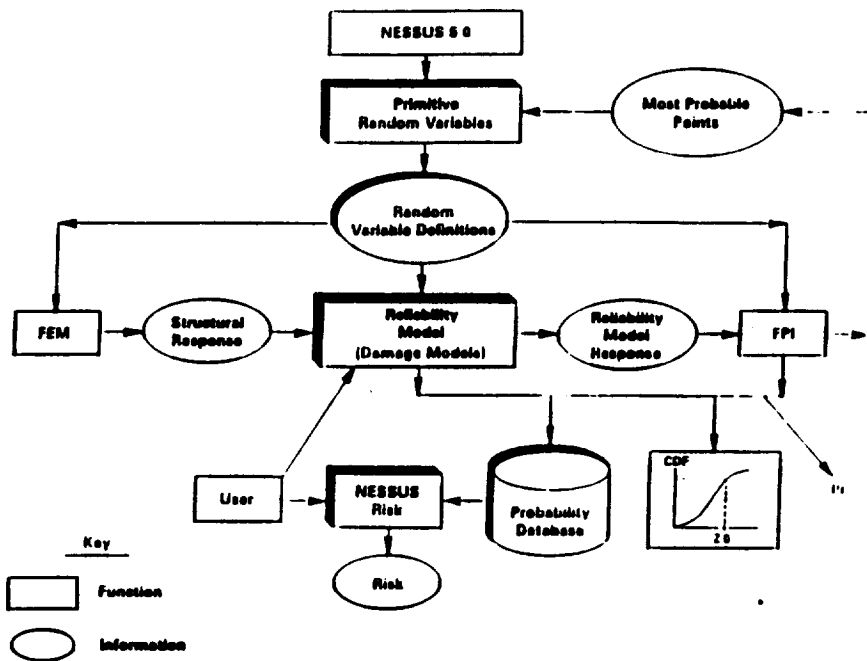 NESSUS 5 0
Primitive
Random Variables
Most Probable
Points
Random
Variable Definitions
FEM
Structural
Response
Reliability
Model
(Damage Models)
Reliability
Model
Response
FPI
User
NESSUS
Risk
Probability
Database
CDF
Z 0
Risk
Key
Function
Information